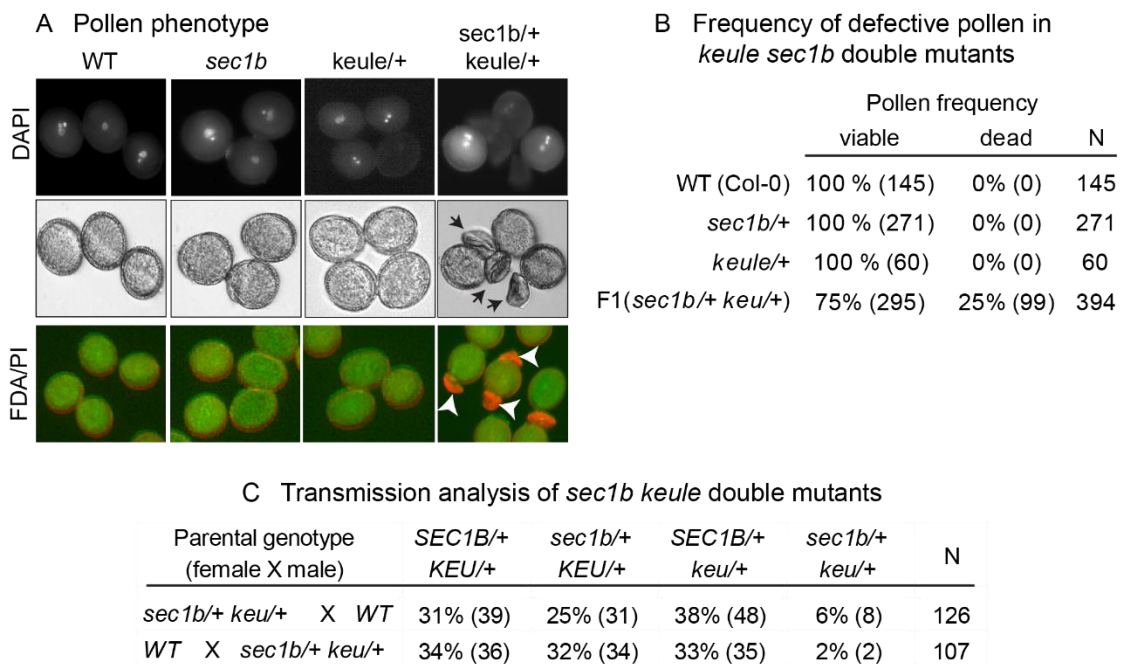 A Pollen phenotype
WT sec1b keule/+ sec1b/+ keule/+
DAPI
FDA/PI
B Frequency of defective pollen in
keule sec1b double mutants
Pollen frequency
viable dead N
WT (Col-0) 100 % (145) 0% (0) 145
sec1b/+ 100 % (271) 0% (0) 271
keule/+ 100 % (60) 0% (0) 60
F1(sec1b/+ keu/+) 75% (295) 25% (99) 394
C Transmission analysis of sec1b keule double mutants
Parental genotype SEC1B/+ sec1b/+ SEC1B/+ sec1b/+ N
(female X male) KEU/+ KEU/+ keu/+ keu/+
sec1b/+ keu/+ X WT 31% (39) 25% (31) 38% (48) 6% (8) 126
WT X sec1b/+ keu/+ 34% (36) 32% (34) 33% (35) 2% (2) 107